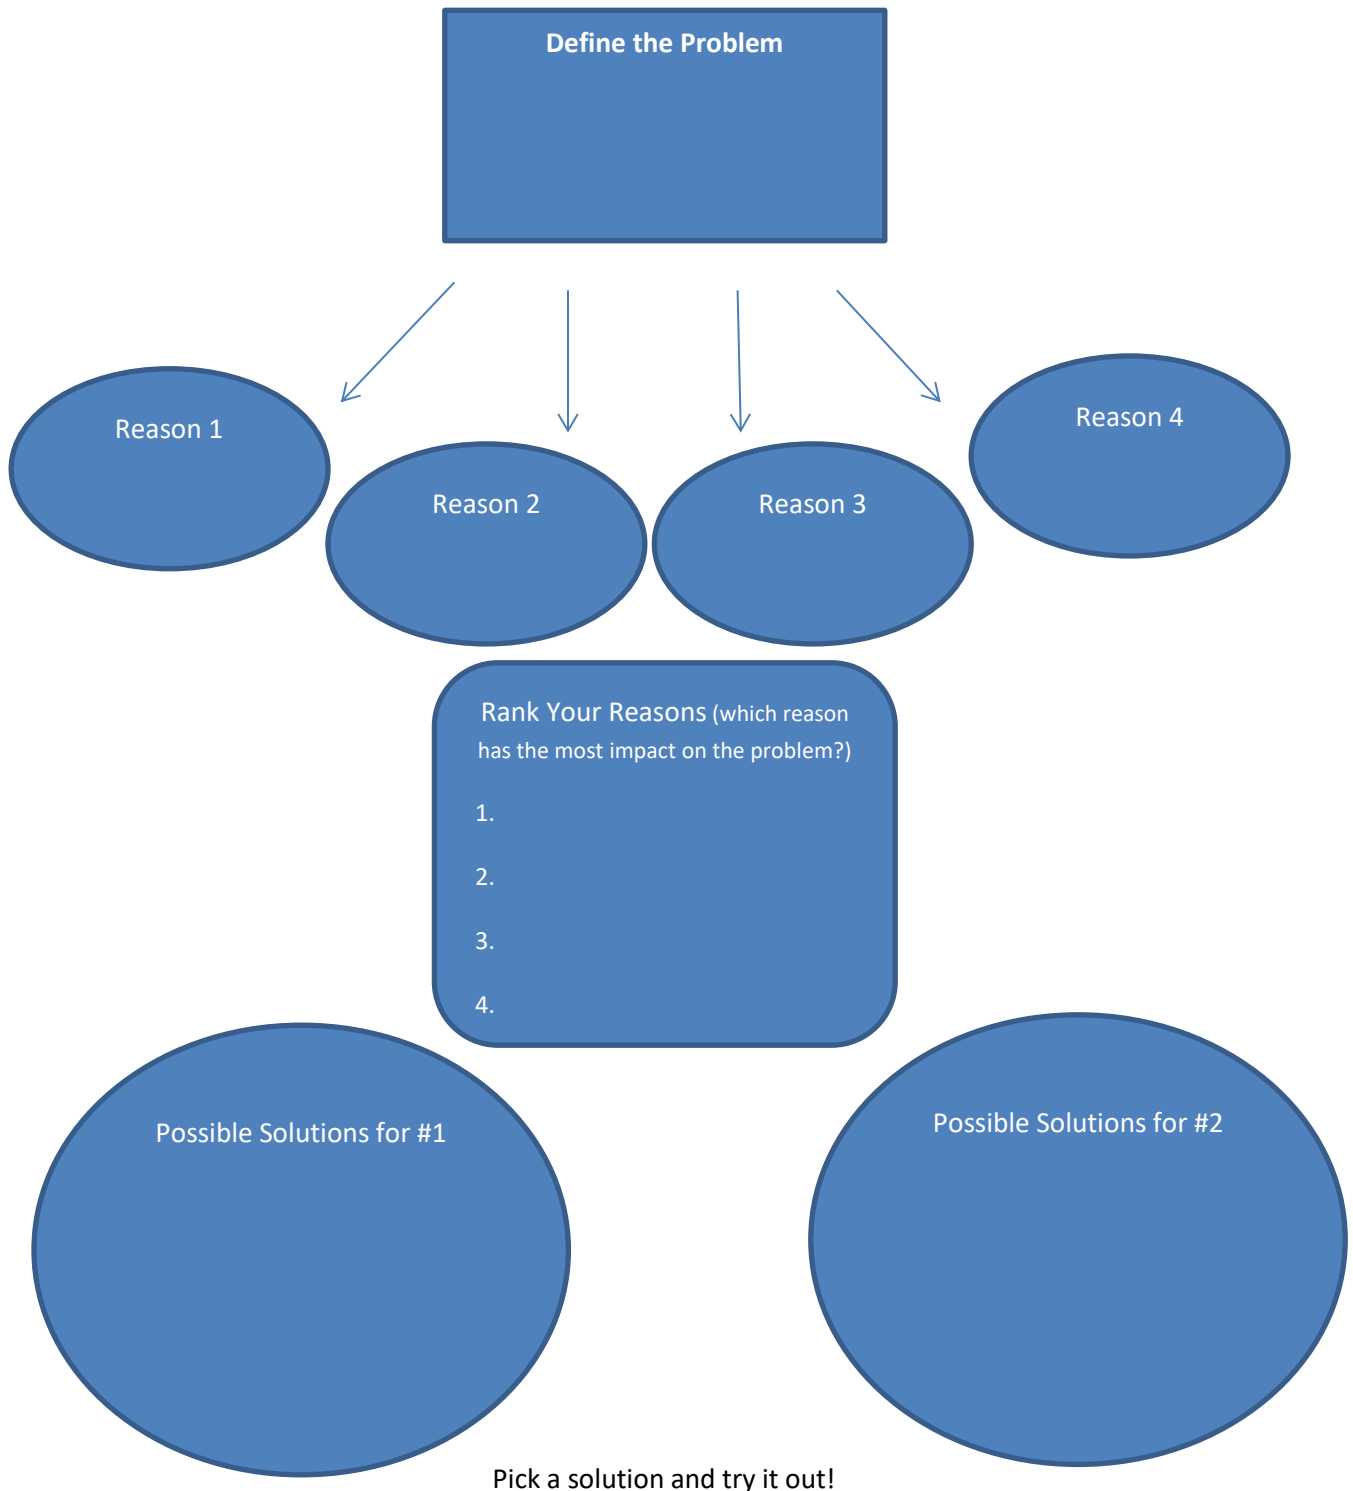 Define the Problem
Reason 1
Reason 2
Reason 3
Reason 4
Rank Your Reasons (which reason
has the most impact on the problem?)
1.
2.
3.
4.
Possible Solutions for #1
Possible Solutions for #2
Pick a solution and try it out!